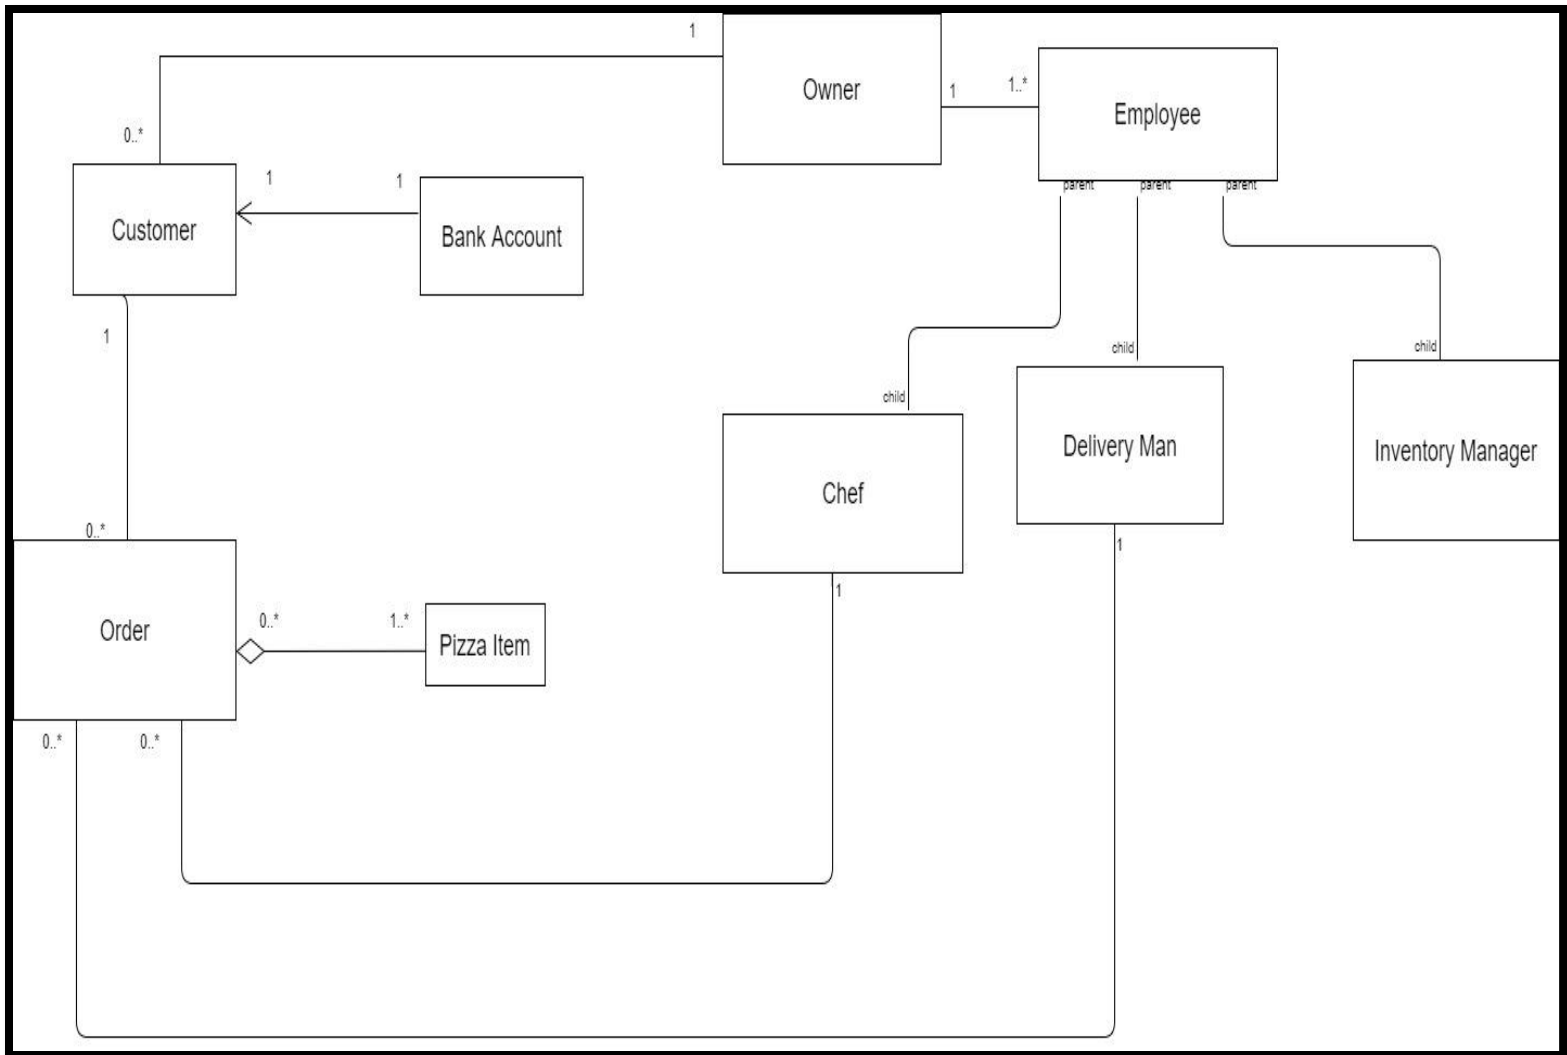 1
Owner
1
1..*
Employee
0..*
parent
parent
parent
Customer
1
1
Bank Account
1
child
child
child
Delivery Man
Inventory Manager
Chef
0..*
1
1
Order
0..*
1..*
Pizza Item
0..*
0..*